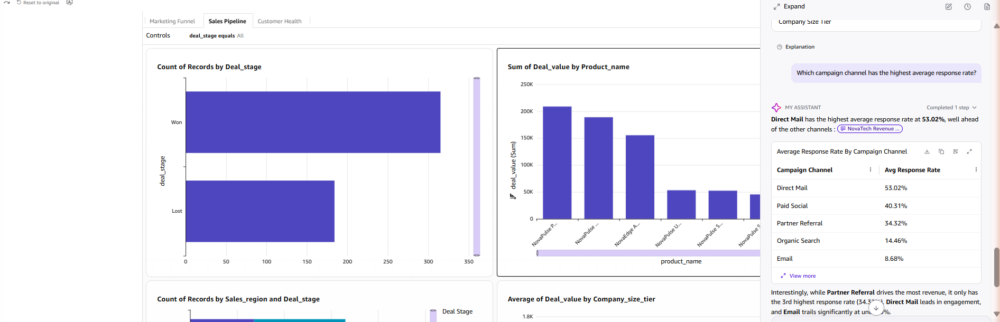 Reset to original
Marketing Funnel
Sales Pipeline
Customer Health
Controls
deal_stage equals All
Count of Records by Deal_stage
deal_stage
Won
Lost
0 50 100 150 200 250 300 350
Sum of Deal_value by Product_name
deal_value (Sum)
250K
200K
150K
100K
50K
0
NovaPulse P...
NovaPulse ...
NovaEdge A...
NovaPulse U...
NovaPulse S...
NovaPulse S
product_name
Count of Records by Sales_region and Deal_stage
Deal Stage
Average of Deal_value by Company_size_tier
1.8K
Expand
Company Size Tier
Explanation
Which campaign channel has the highest average response rate?
MY ASSISTANT
Completed 1 step
Direct Mail has the highest average response rate at 53.02%, well ahead
of the other channels : NovaTech Revenue ...
Average Response Rate By Campaign Channel
Campaign Channel Avg Response Rate
Direct Mail 53.02%
Paid Social 40.31%
Partner Referral 34.32%
Organic Search 14.46%
Email 8.68%
View more
Interestingly, while Partner Referral drives the most revenue, it only has
the 3rd highest response rate (34.3 Direct Mail leads in engagement,
and Email trails significantly at %.